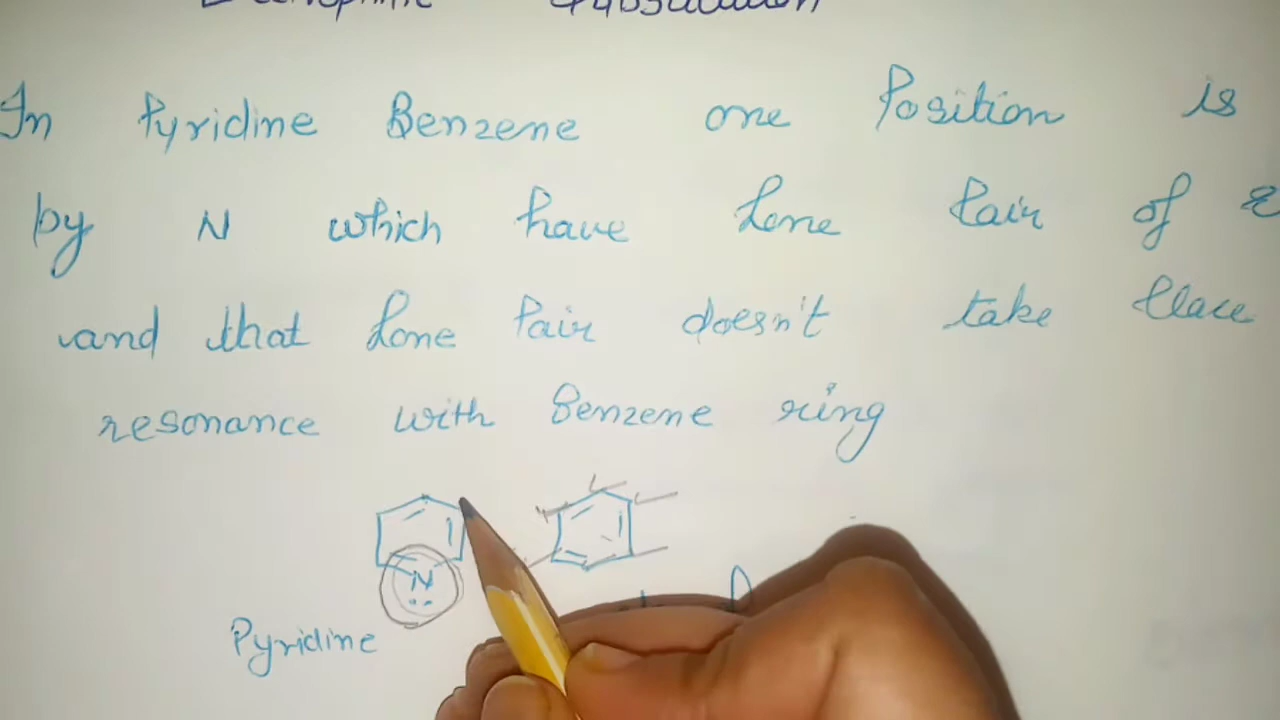 Substitution
In Pyridine Benzene one Position is
by N which have Lone Pair of
and that Lone Pair doesn't take Place
resonance with Benzene ring
N
Pyridine